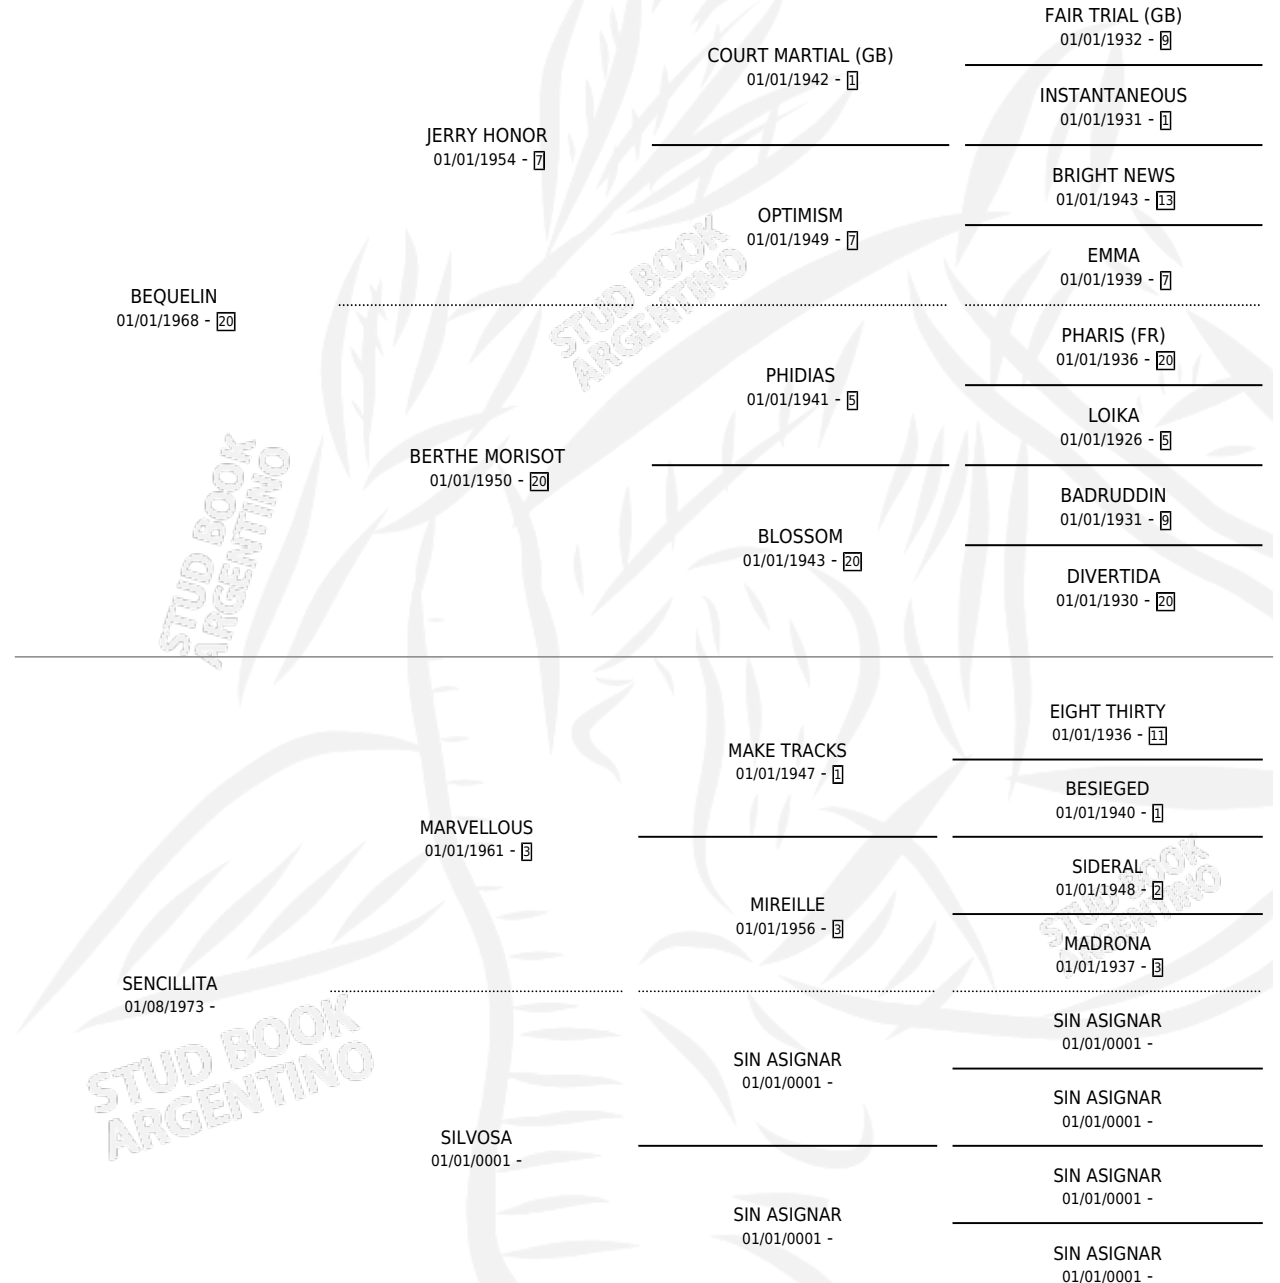 FAIR TRIAL (GB)
01/01/1932 - 9
COURT MARTIAL (GB)
01/01/1942 - 1
INSTANTANEOUS
01/01/1931 - 1
JERRY HONOR
01/01/1954 - 7
BRIGHT NEWS
01/01/1943 - 13
OPTIMISM
01/01/1949 - 7
EMMA
01/01/1939 - 7
BEQUELIN
01/01/1968 - 20
PHARIS (FR)
01/01/1936 - 20
PHIDIAS
01/01/1941 - 5
LOIKA
01/01/1926 - 5
BERTHE MORISOT
01/01/1950 - 20
BADRUDDIN
01/01/1931 - 9
BLOSSOM
01/01/1943 - 20
DIVERTIDA
01/01/1930 - 20
EIGHT THIRTY
01/01/1936 - 11
MAKE TRACKS
01/01/1947 - 1
BESIEGED
01/01/1940 - 1
MARVELLOUS
01/01/1961 - 3
SIDERAL
01/01/1948 - 2
MIREILLE
01/01/1956 - 3
MADRONA
01/01/1937 - 3
SENCILLITA
01/08/1973 -
SIN ASIGNAR
01/01/0001 -
SIN ASIGNAR
01/01/0001 -
SIN ASIGNAR
01/01/0001 -
SILVOSA
01/01/0001 -
SIN ASIGNAR
01/01/0001 -
SIN ASIGNAR
01/01/0001 -
SIN ASIGNAR
01/01/0001 -
STUD BOOK
ARGENTINO
STUD BOOK
ARGENTINO
STUD BOOK
ARGENTINO
STUD BOOK
ARGENTINO